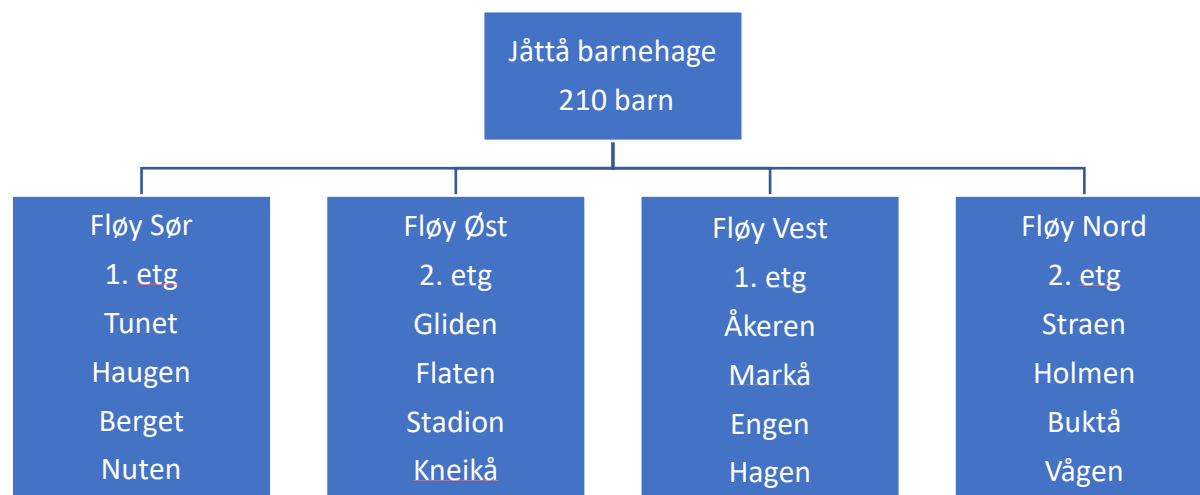 Jåttå barnehage
210 barn
Fløy Sør
1. etg
Tunet
Haugen
Berget
Nuten
Fløy Øst
2. etg
Gliden
Flaten
Stadion
Kneikå
Fløy Vest
1. etg
Åkeren
Markå
Engen
Hagen
Fløy Nord
2. etg
Straen
Holmen
Buktå
Vågen